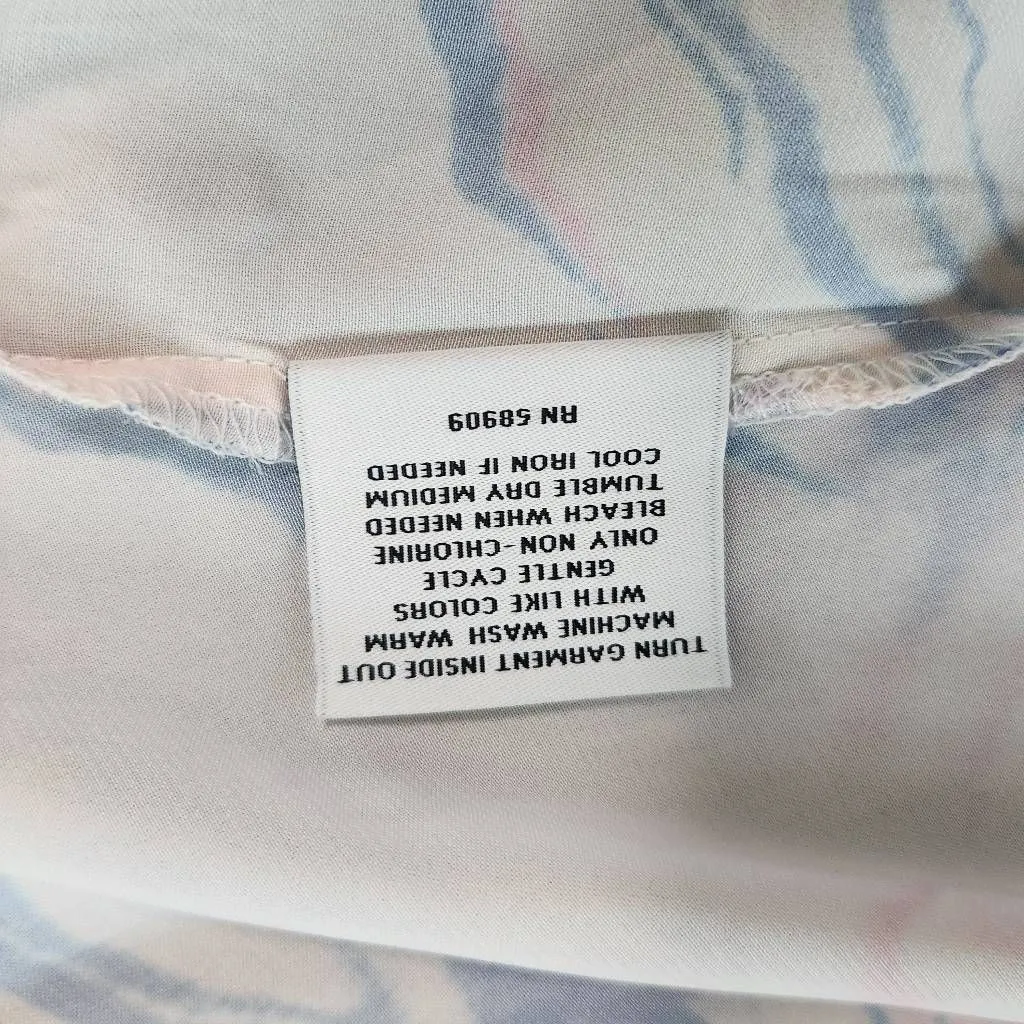 TURN GARMENT INSIDE OUT
MACHINE WASH WARM
WITH LIKE COLORS
GENTLE CYCLE
ONLY NON-CHLORINE
BLEACH WHEN NEEDED
TUMBLE DRY MEDIUM
COOL IRON IF NEEDED
RN 58909